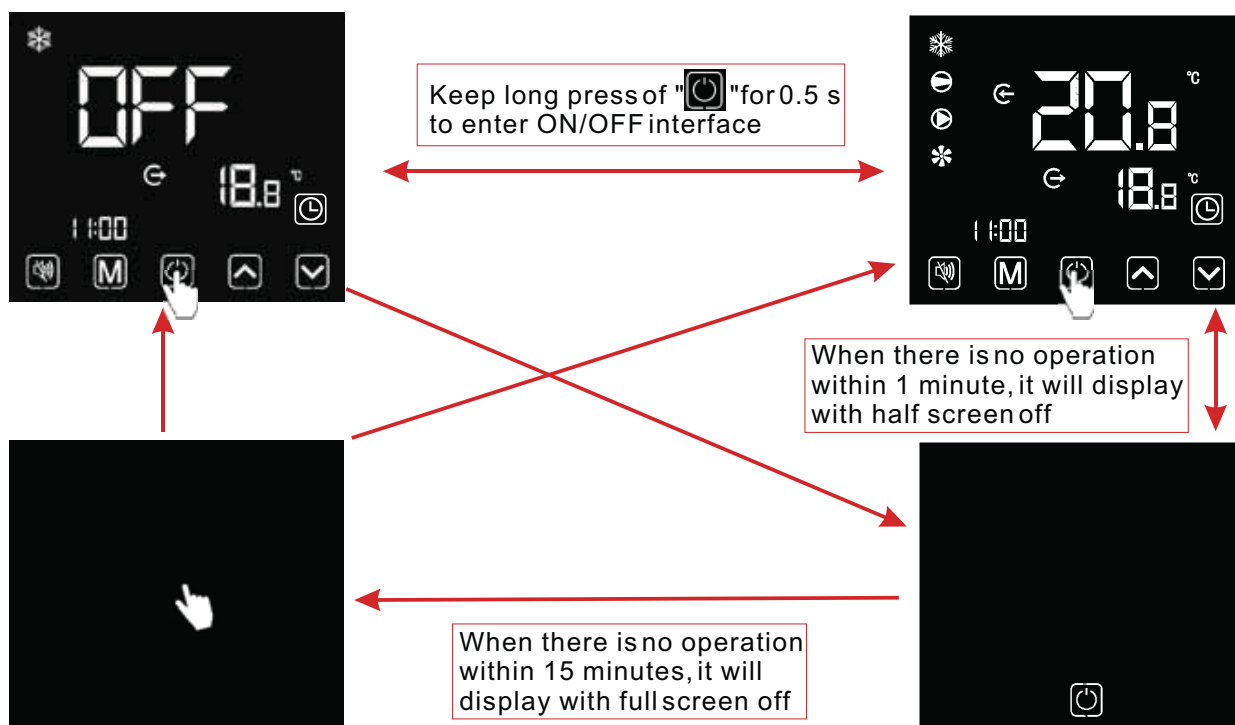 OFF
18.8 ℃
11:00
M
Keep long press of " "for 0.5 s
to enter ON/OFF interface
20.8 ℃
18.8 ℃
11:00
M
When there is no operation
within 1 minute, it will display
with half screen off
When there is no operation
within 15 minutes, it will
display with full screen off